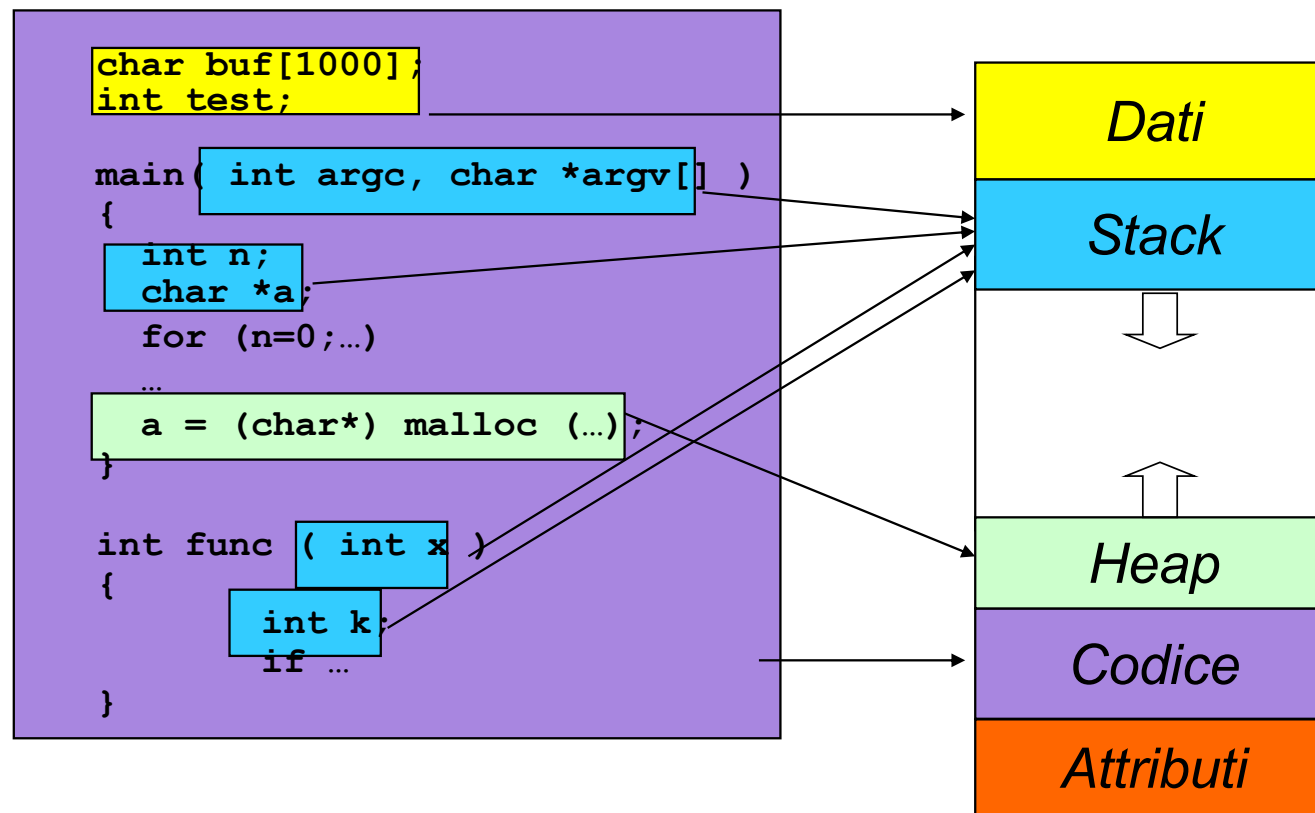 char buf[1000];
int test;
main( int argc, char *argv[] )
{
int n;
char *a;
for (n=0;…)
…
a = (char*) malloc (…);
}
int func ( int x )
{
int k;
if …
}
Dati
Stack
Heap
Codice
Attributi